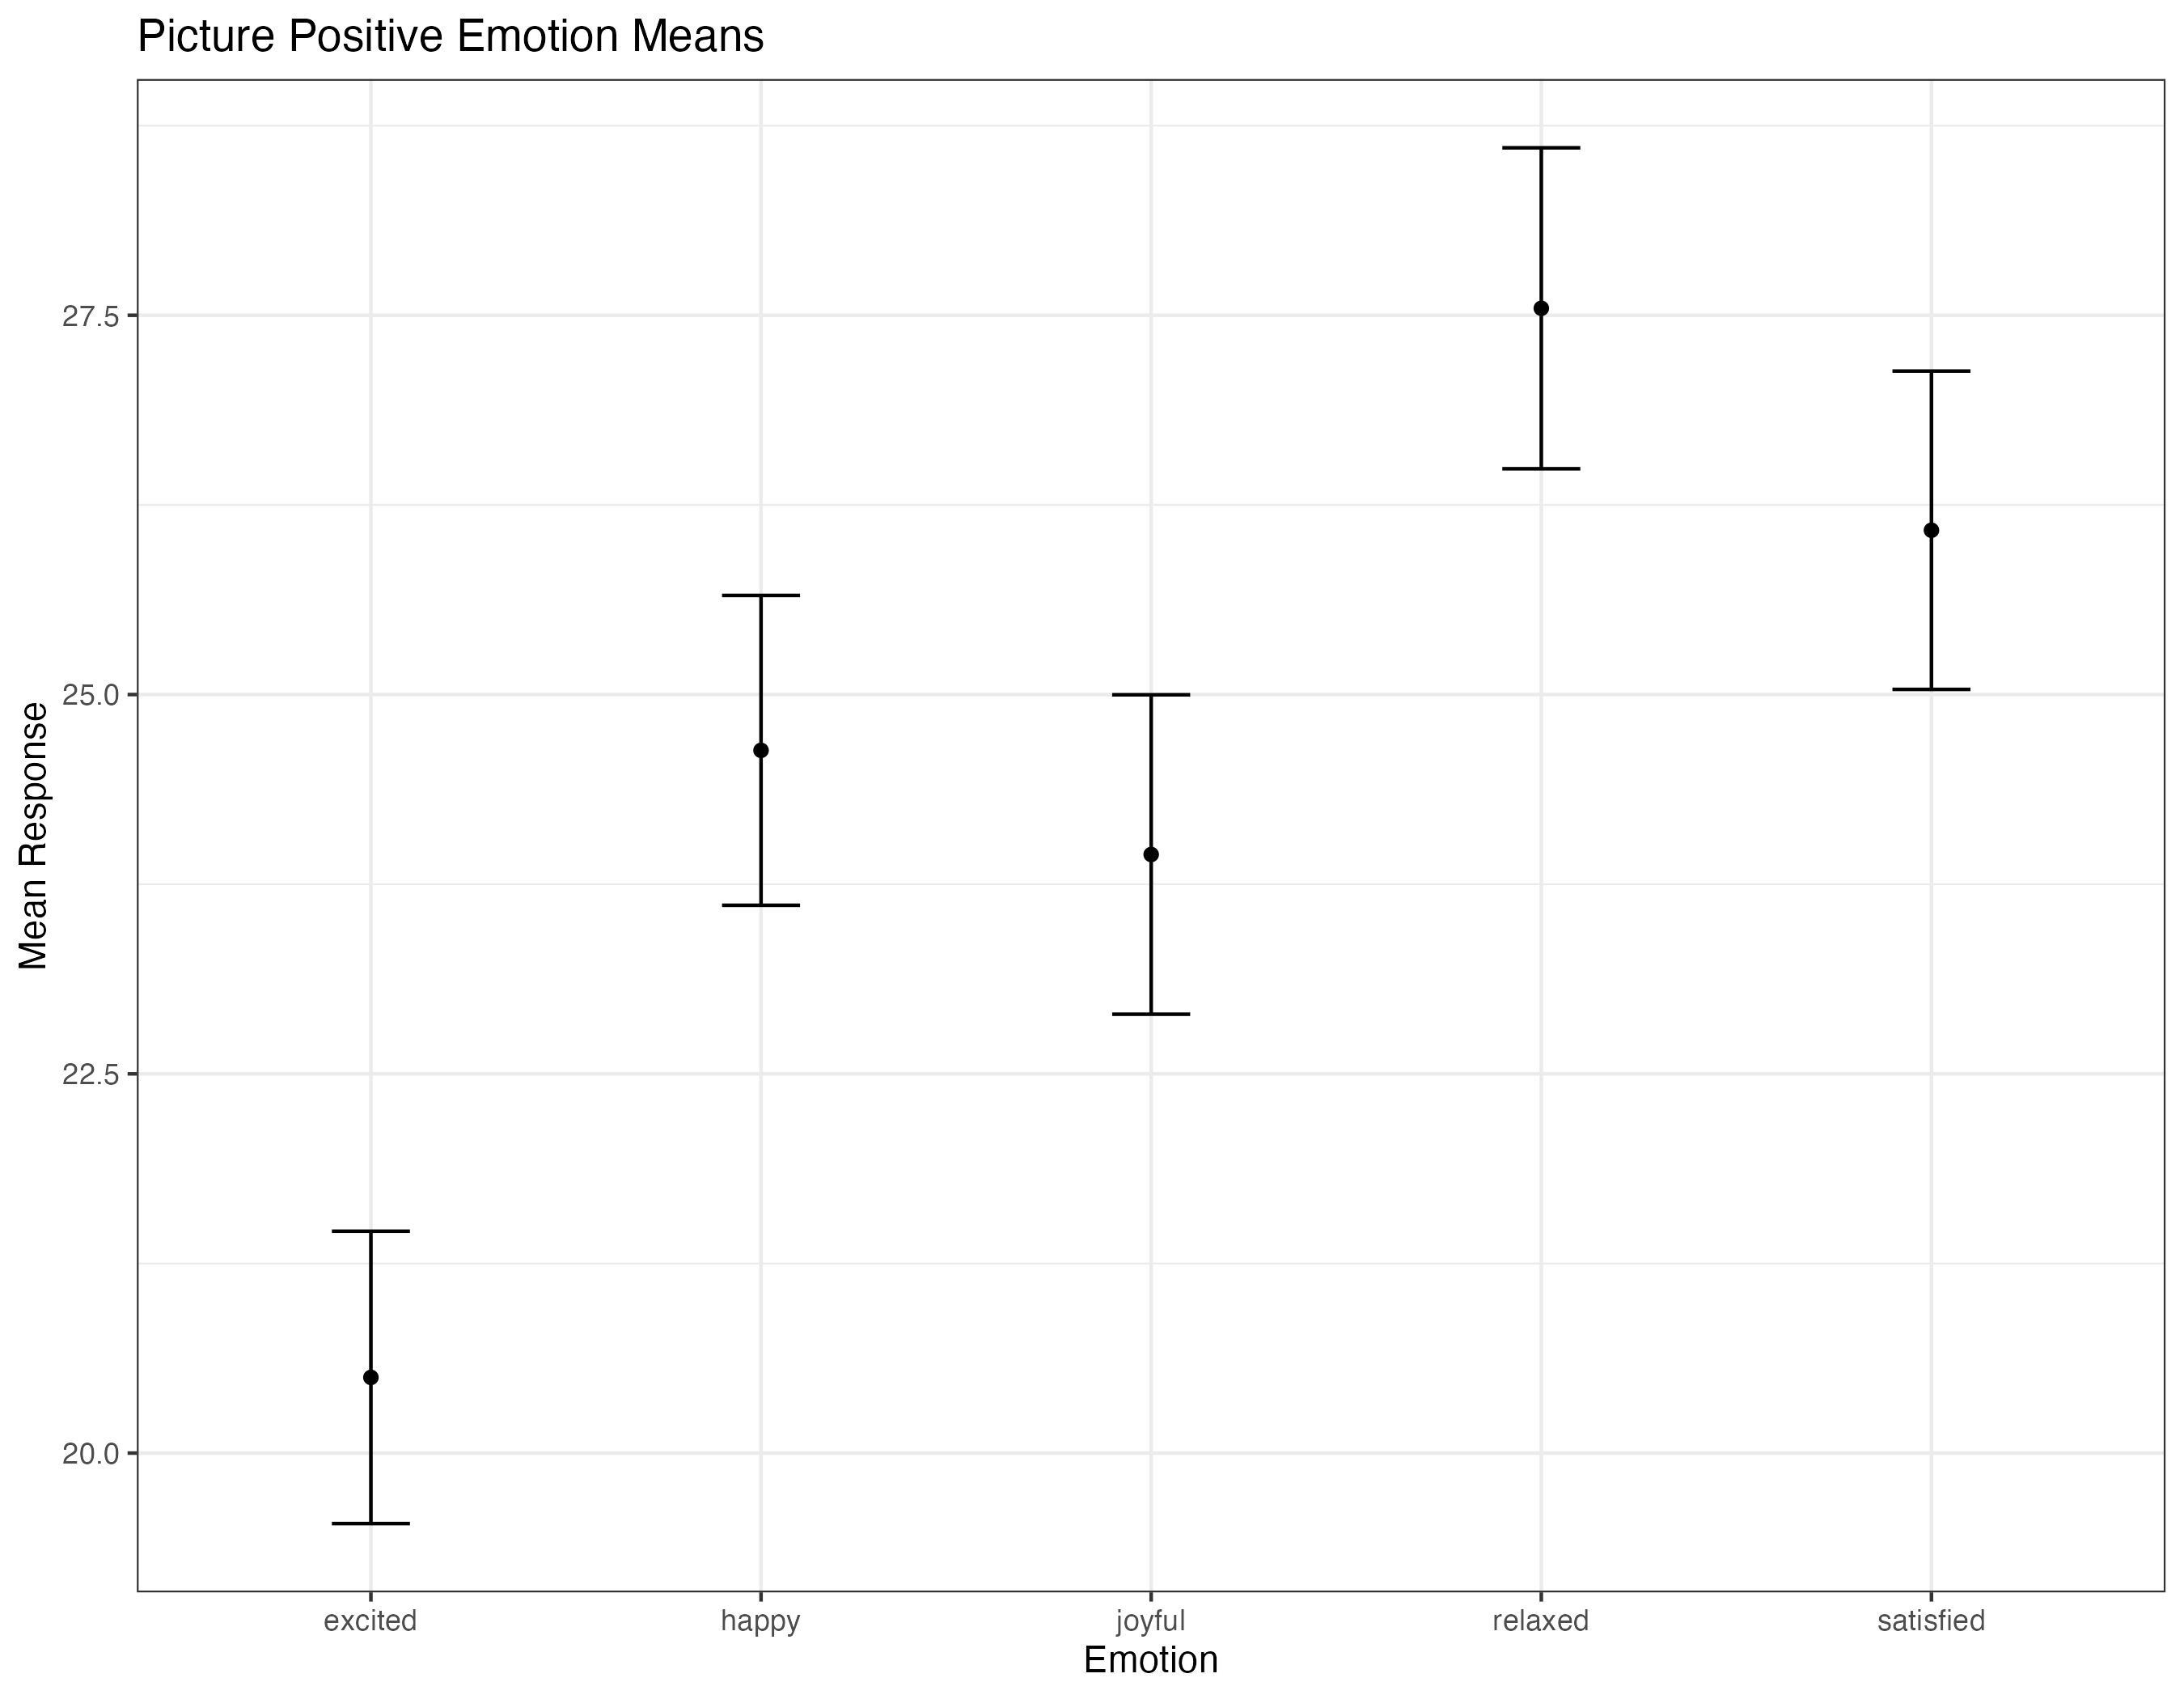 Picture Positive Emotion Means
Mean Response
27.5
25.0
22.5
20.0
excited happy joyful relaxed satisfied
Emotion